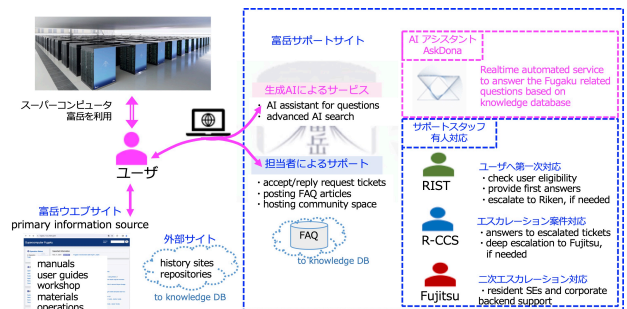 スーパーコンピュータ
富岳を利用
ユーザ
富岳ウエブサイト
primary information source
manuals
user guides
workshop
materials
operations
外部サイト
history sites
repositories
to knowledge DB
富岳サポートサイト
生成AIによるサービス
・AI assistant for questions
・advanced AI search
担当者によるサポート
・accept/reply request tickets
・posting FAQ articles
・hosting community space
FAQ
to knowledge DB
AI アシスタント
AskDona
Realtime automated service
to answer the Fugaku related
questions based on
knowledge database
サポートスタッフ
有人対応
RIST
ユーザへ第一次対応
・check user eligibility
・provide first answers
・escalate to Riken, if needed
R-CCS
エスカレーション案件対応
・answers to escalated tickets
・deep escalation to Fujitsu,
if needed
Fujitsu
二次エスカレーション対応
・resident SEs and corporate
backend support